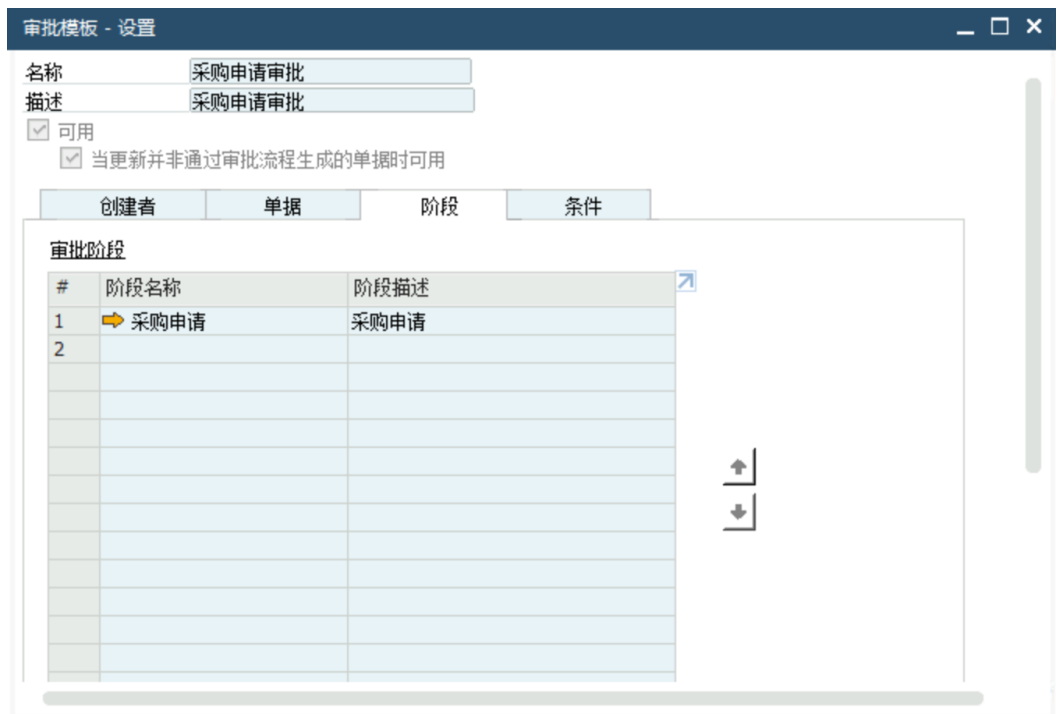 审批模板 - 设置
名称 采购申请审批
描述 采购申请审批
可用
当更新并非通过审批流程生成的单据时可用
创建者 单据 阶段 条件
审批阶段
# 阶段名称 阶段描述
1 采购申请 采购申请
2